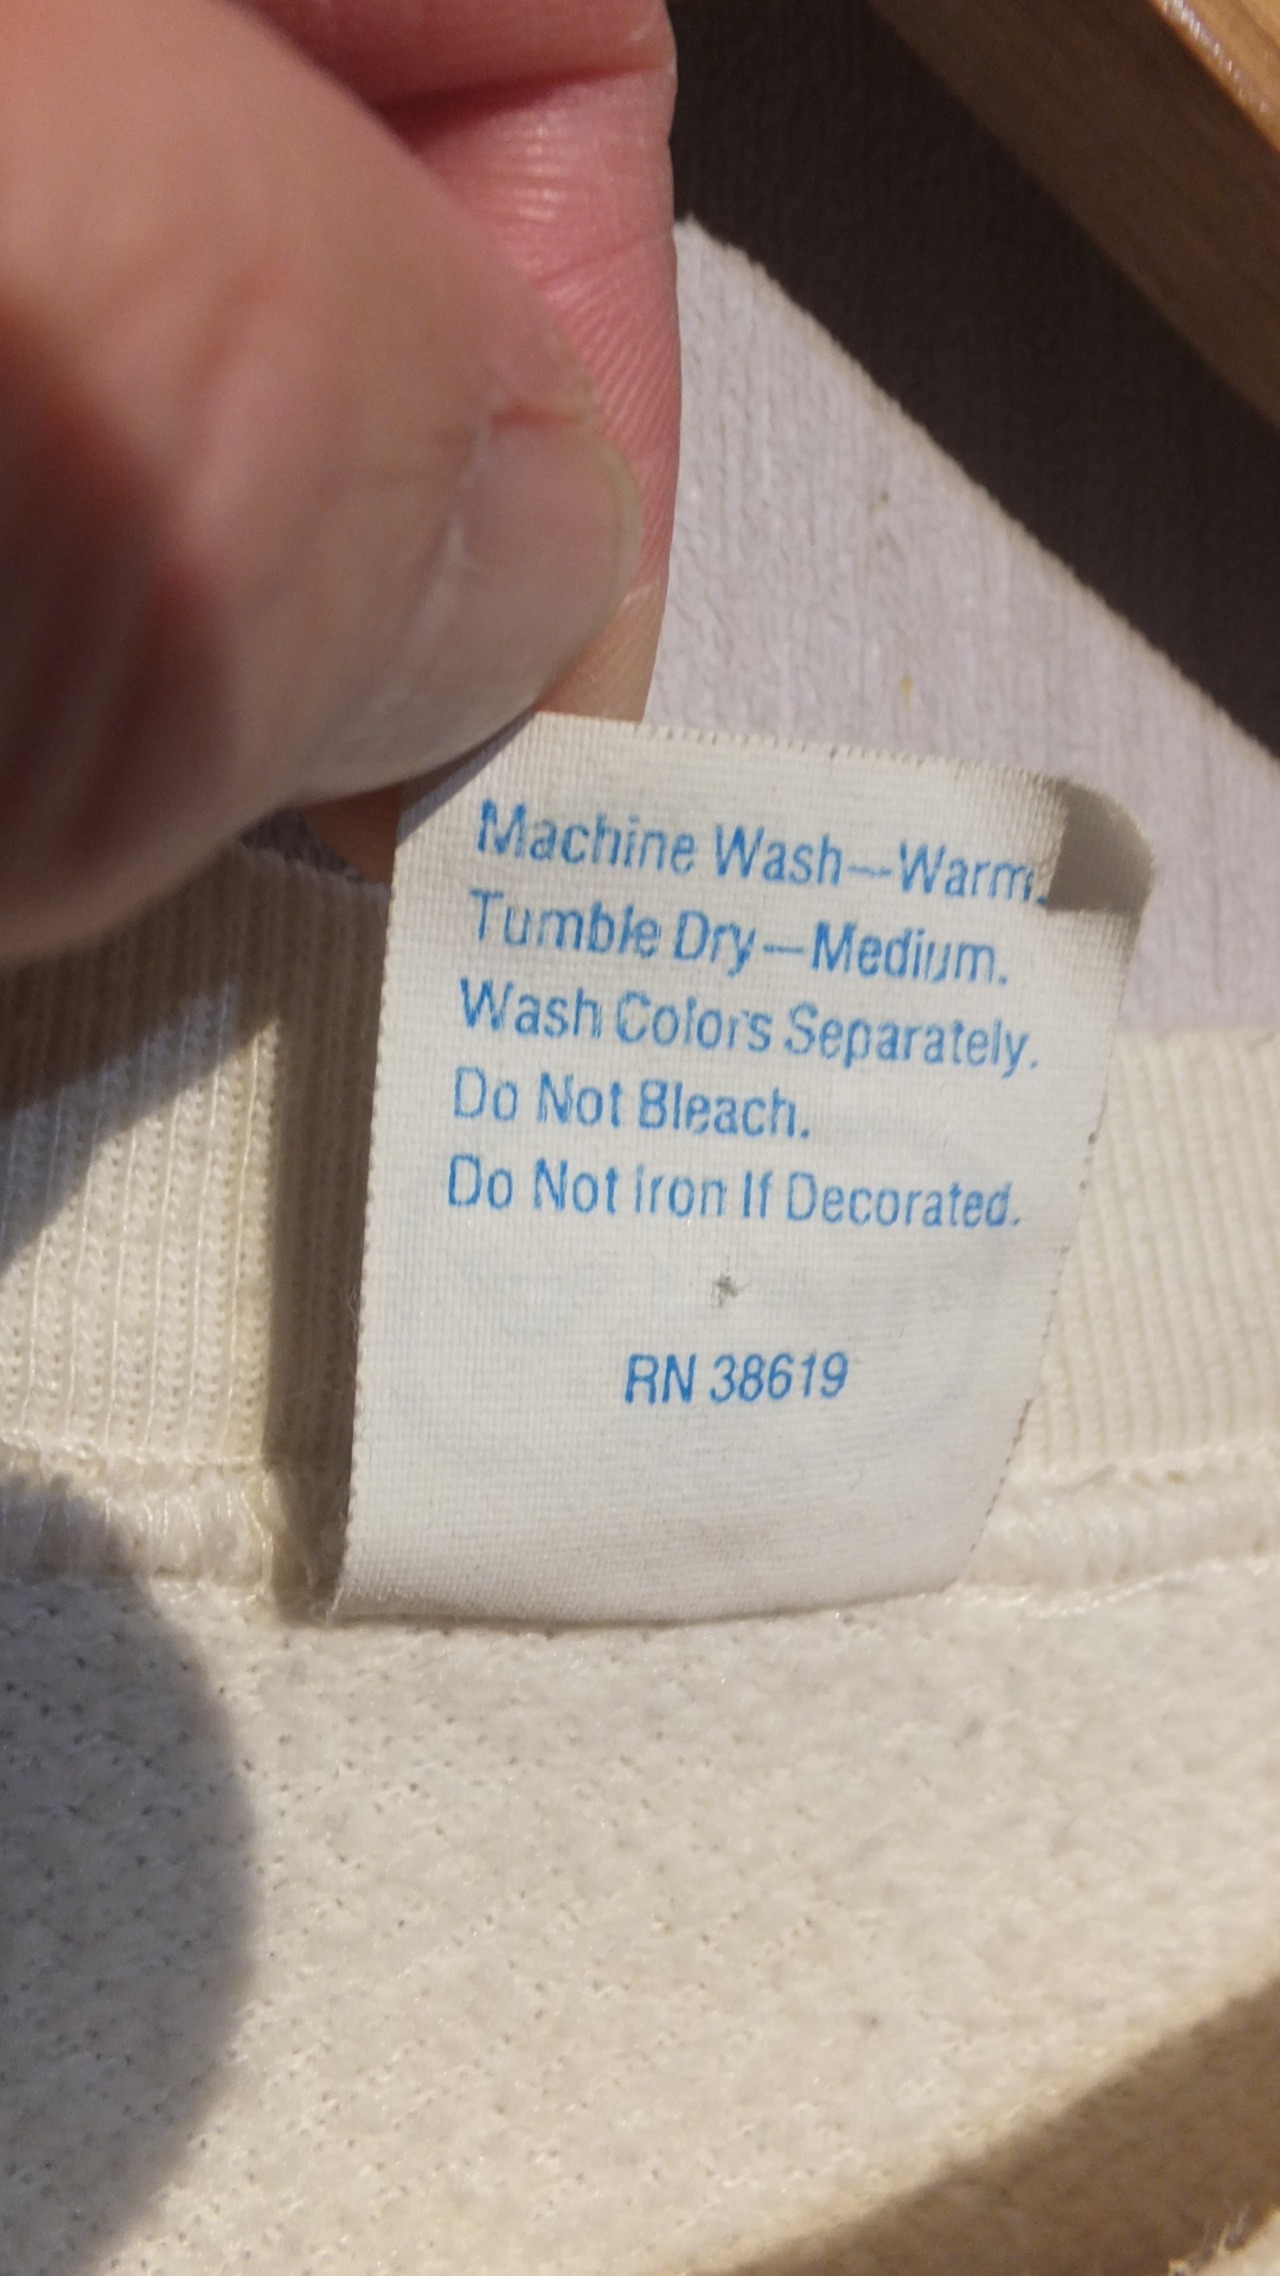 Machine Wash—Warm.
Tumble Dry—Medium.
Wash Colors Separately.
Do Not Bleach.
Do Not Iron If Decorated.
RN 38619